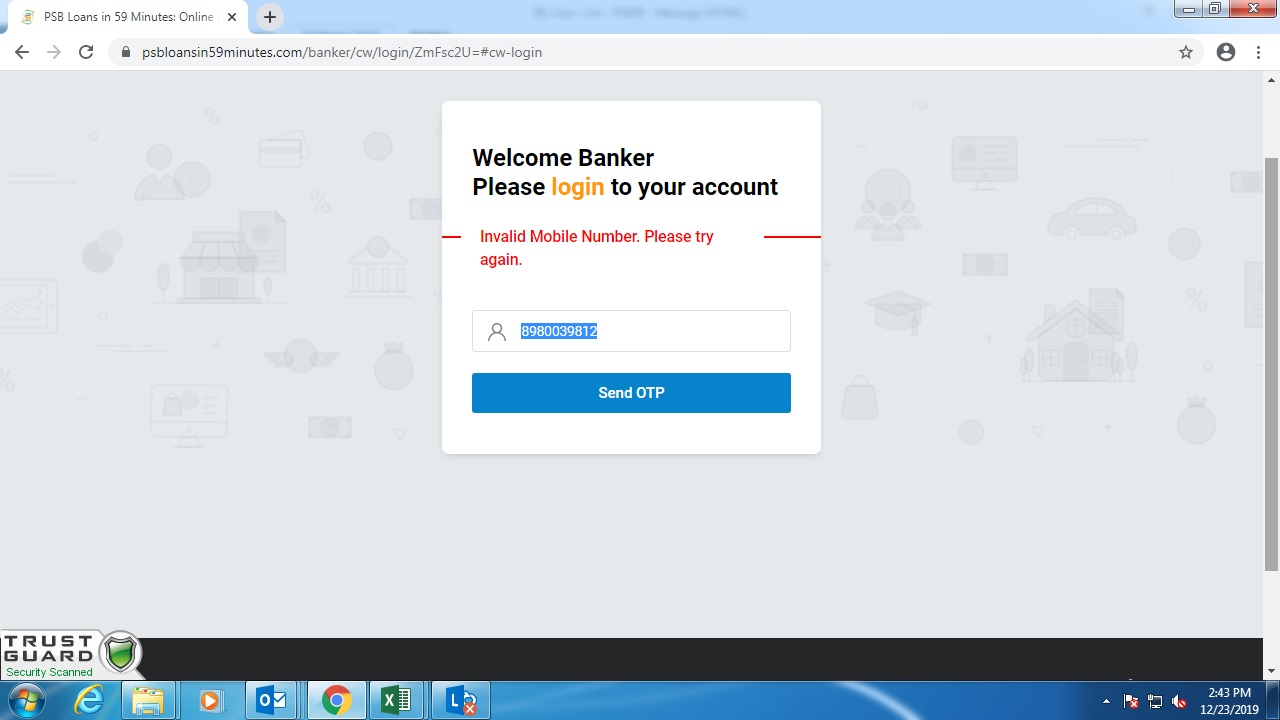 PSB Loans in 59 Minutes: Online
psbloansin59minutes.com/banker/cw/login/ZmFsc2U=#cw-login
Welcome Banker
Please login to your account
Invalid Mobile Number. Please try
again.
8980039812
Send OTP
TRUST
GUARD
Security Scanned
2:43 PM
12/23/2019